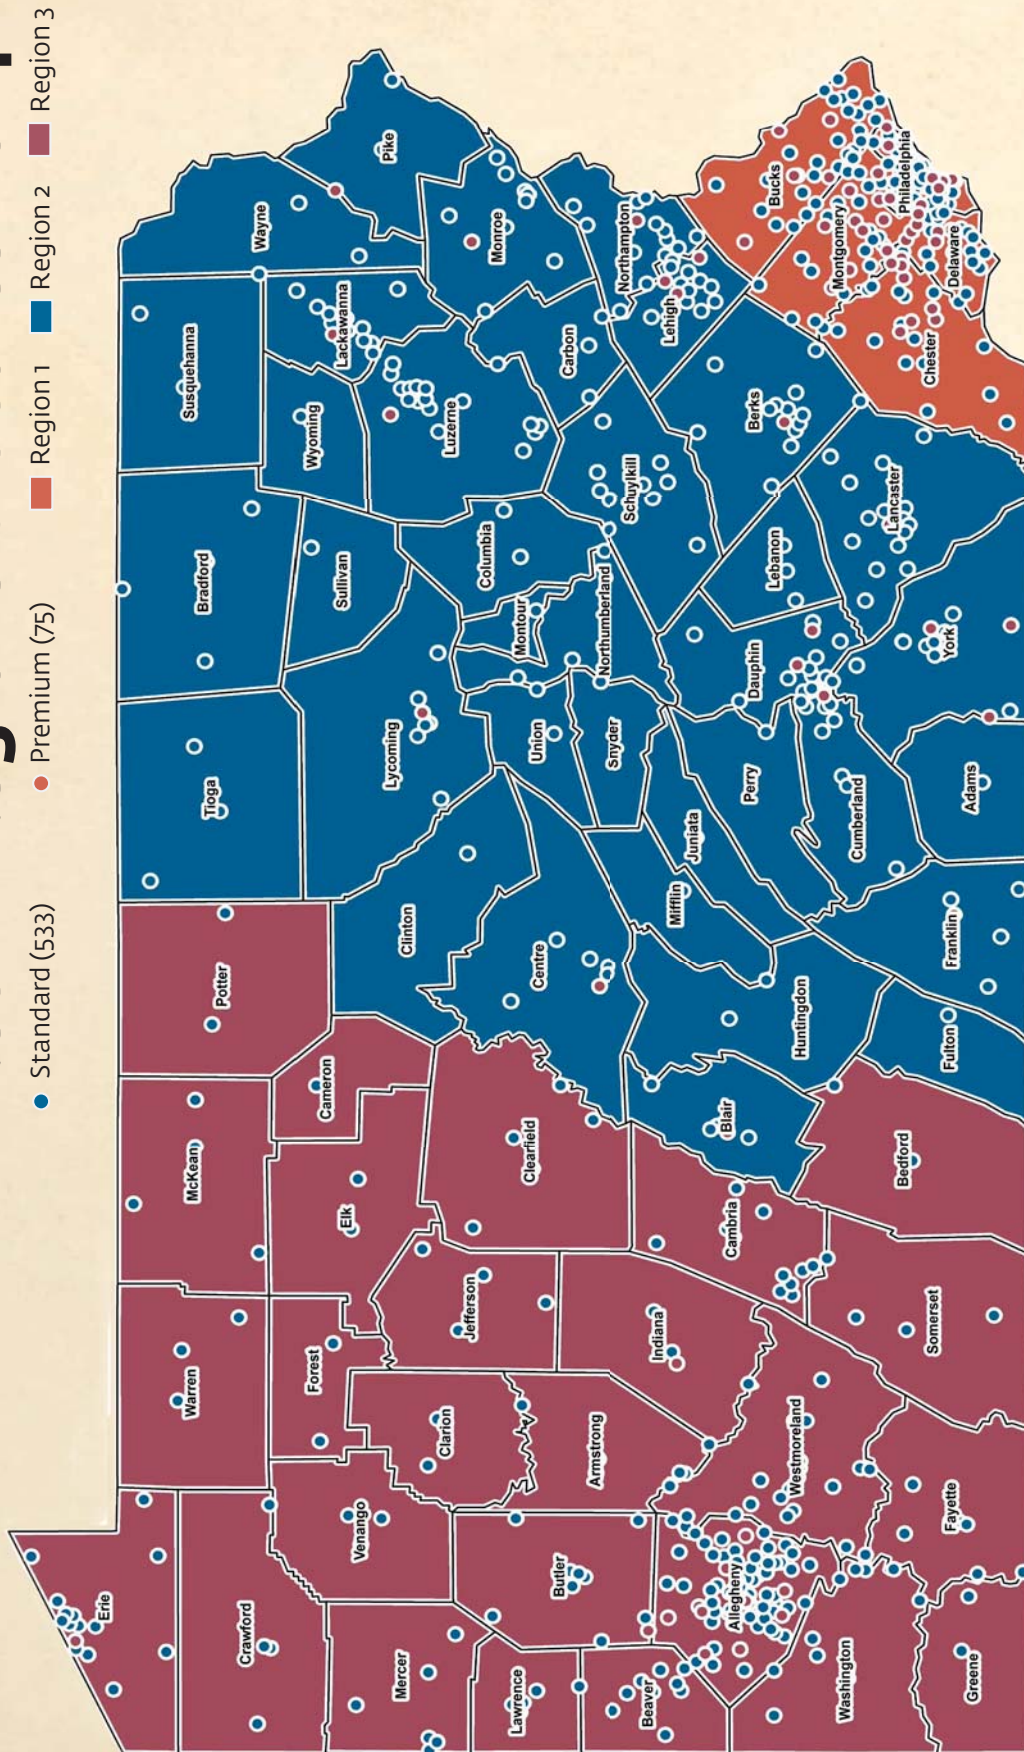 Standard (533)
Premium (75)
Region 1
Region 2
Region 3
Erie
Warren
McKean
Potter
Tioga
Bradford
Susquehanna
Wayne
Crawford
Forest
Elk
Cameron
Sullivan
Wyoming
Lackawanna
Pike
Mercer
Venango
Clarion
Jefferson
Clearfield
Clinton
Lycoming
Columbia
Montour
Luzerne
Monroe
Lawrence
Butler
Armstrong
Indiana
Centre
Union
Snyder
Northumberland
Schuylkill
Carbon
Northampton
Lehigh
Beaver
Allegheny
Westmoreland
Cambria
Blair
Huntingdon
Mifflin
Juniata
Perry
Dauphin
Lebanon
Berks
Bucks
Montgomery
Washington
Cumberland
Lancaster
Philadelphia
Greene
Fayette
Somerset
Bedford
Fulton
Franklin
Adams
York
Chester
Delaware